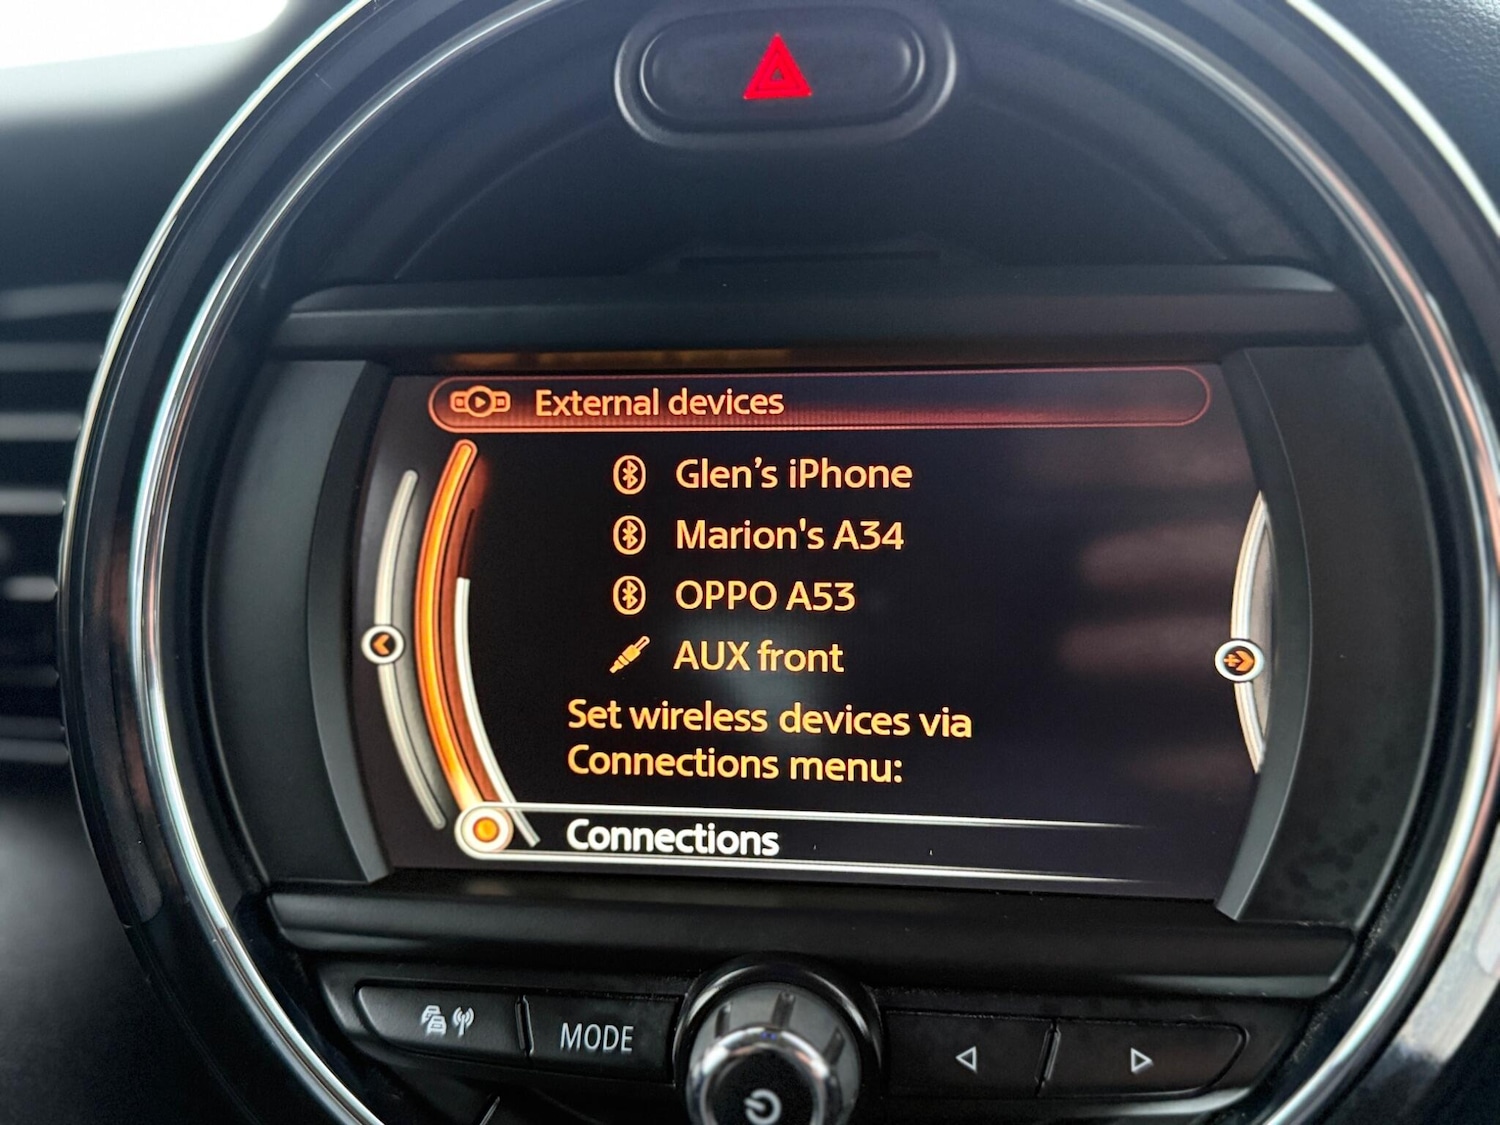 External devices
Glen's iPhone
Marion's A34
OPPO A53
AUX front
Set wireless devices via
Connections menu:
Connections
MODE